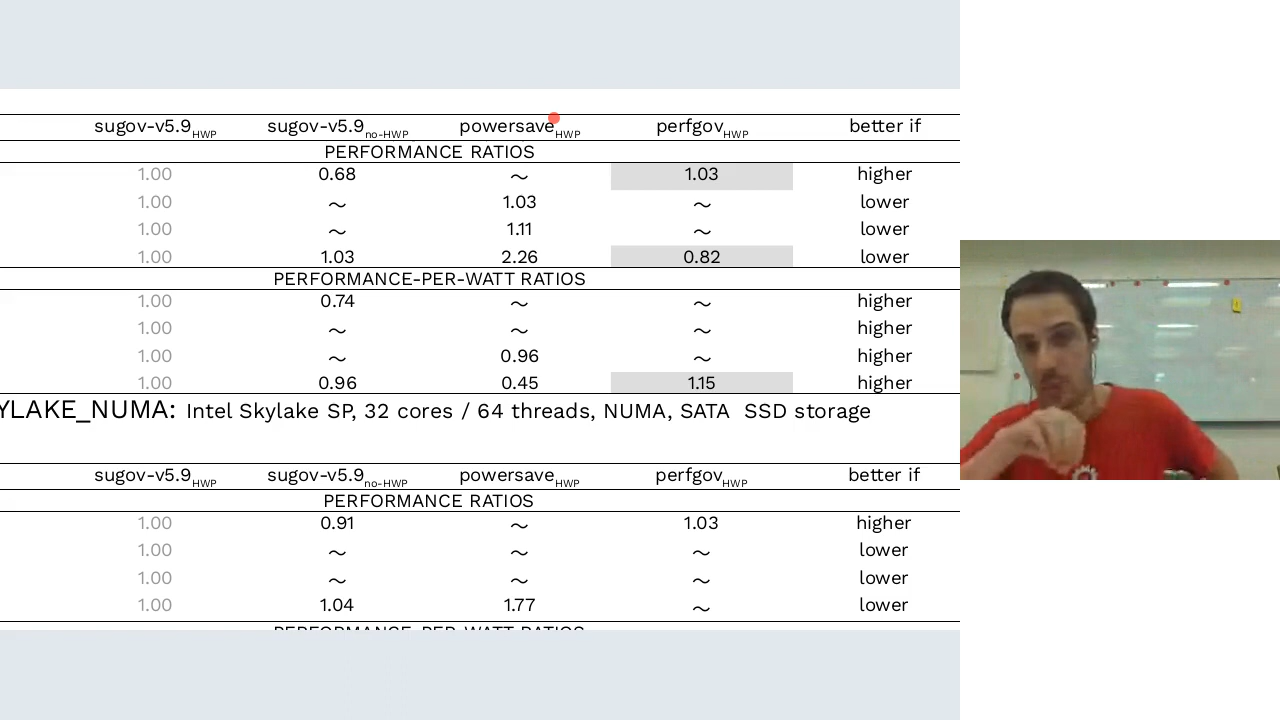 sugov-v5.9HWP sugov-v5.9no-HWP powersaveHWP perfgovHWP better if
PERFORMANCE RATIOS
1.00 0.68 ~ 1.03 higher
1.00 ~ 1.03 ~ lower
1.00 ~ 1.11 ~ lower
1.00 1.03 2.26 0.82 lower
PERFORMANCE-PER-WATT RATIOS
1.00 0.74 ~ ~ higher
1.00 ~ ~ ~ higher
1.00 ~ 0.96 ~ higher
1.00 0.96 0.45 1.15 higher
YLAKE_NUMA: Intel Skylake SP, 32 cores / 64 threads, NUMA, SATA SSD storage
sugov-v5.9HWP sugov-v5.9no-HWP powersaveHWP perfgovHWP better if
PERFORMANCE RATIOS
1.00 0.91 ~ 1.03 higher
1.00 ~ ~ ~ lower
1.00 ~ ~ ~ lower
1.00 1.04 1.77 ~ lower
PERFORMANCE-PER-WATT RATIOS